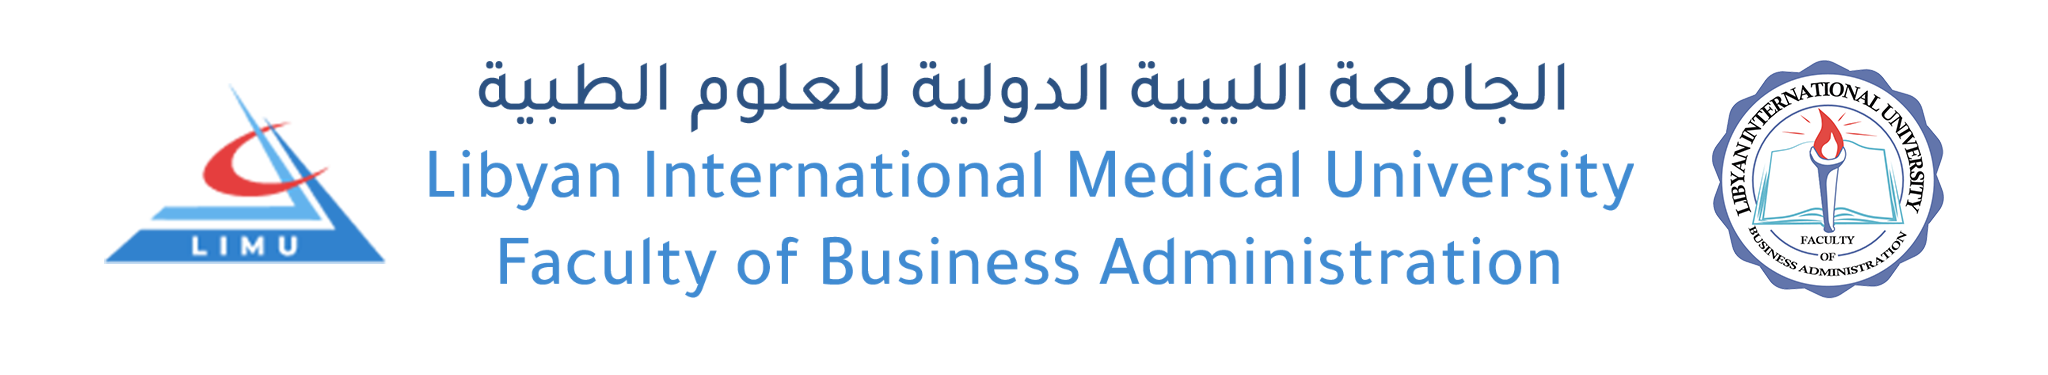 الجامعة الليبية الدولية للعلوم الطبية
Libyan International Medical University
Faculty of Business Administration
LIMU
LIBYAN INTERNATIONAL UNIVERSITY
FACULTY
OF
BUSINESS ADMINISTRATION